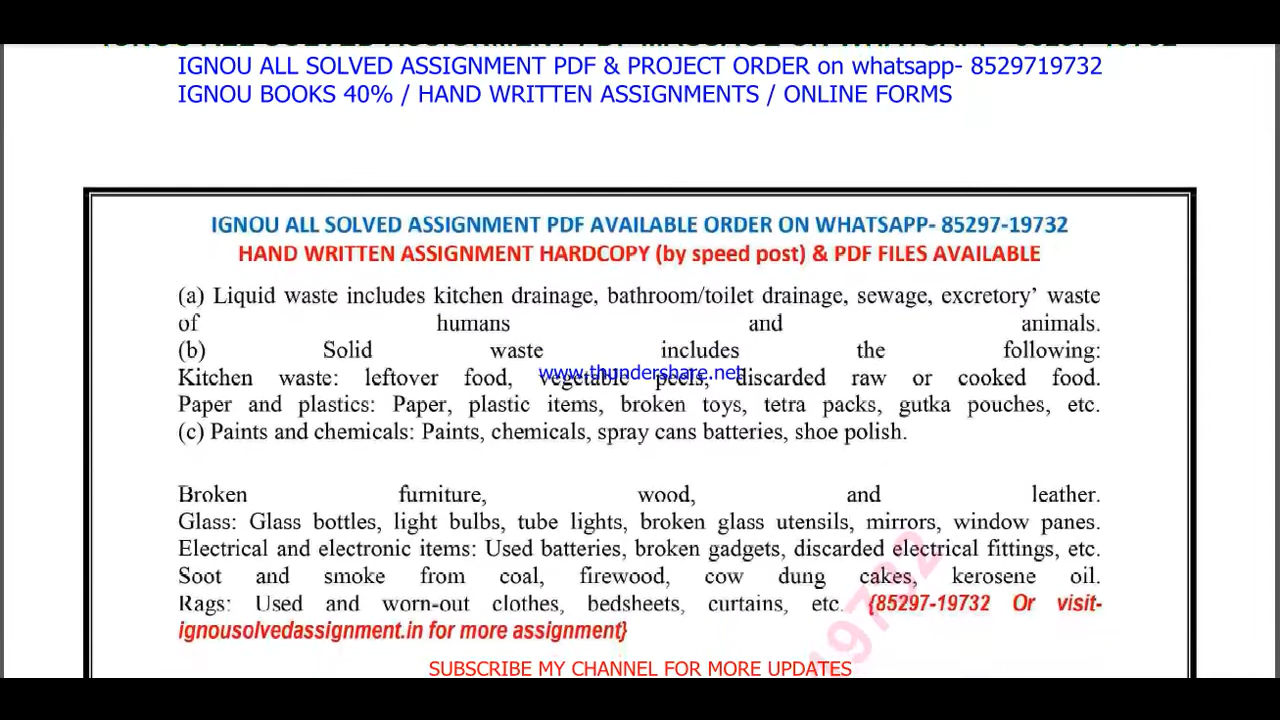 IGNOU ALL SOLVED ASSIGNMENT PDF & PROJECT ORDER on whatsapp- 8529719732
IGNOU BOOKS 40% / HAND WRITTEN ASSIGNMENTS / ONLINE FORMS
IGNOU ALL SOLVED ASSIGNMENT PDF AVAILABLE ORDER ON WHATSAPP- 85297-19732
HAND WRITTEN ASSIGNMENT HARDCOPY (by speed post) & PDF FILES AVAILABLE
(a) Liquid waste includes kitchen drainage, bathroom/toilet drainage, sewage, excretory’ waste
of humans and animals.
(b) Solid waste includes the following:
www.thundershare.net
Kitchen waste: leftover food, vegetable peels, discarded raw or cooked food.
Paper and plastics: Paper, plastic items, broken toys, tetra packs, gutka pouches, etc.
(c) Paints and chemicals: Paints, chemicals, spray cans batteries, shoe polish.
Broken furniture, wood, and leather.
Glass: Glass bottles, light bulbs, tube lights, broken glass utensils, mirrors, window panes.
Electrical and electronic items: Used batteries, broken gadgets, discarded electrical fittings, etc.
Soot and smoke from coal, firewood, cow dung cakes, kerosene oil.
Rags: Used and worn-out clothes, bedsheets, curtains, etc. {85297-19732 Or visit-
ignousolvedassignment.in for more assignment}
19732
SUBSCRIBE MY CHANNEL FOR MORE UPDATES